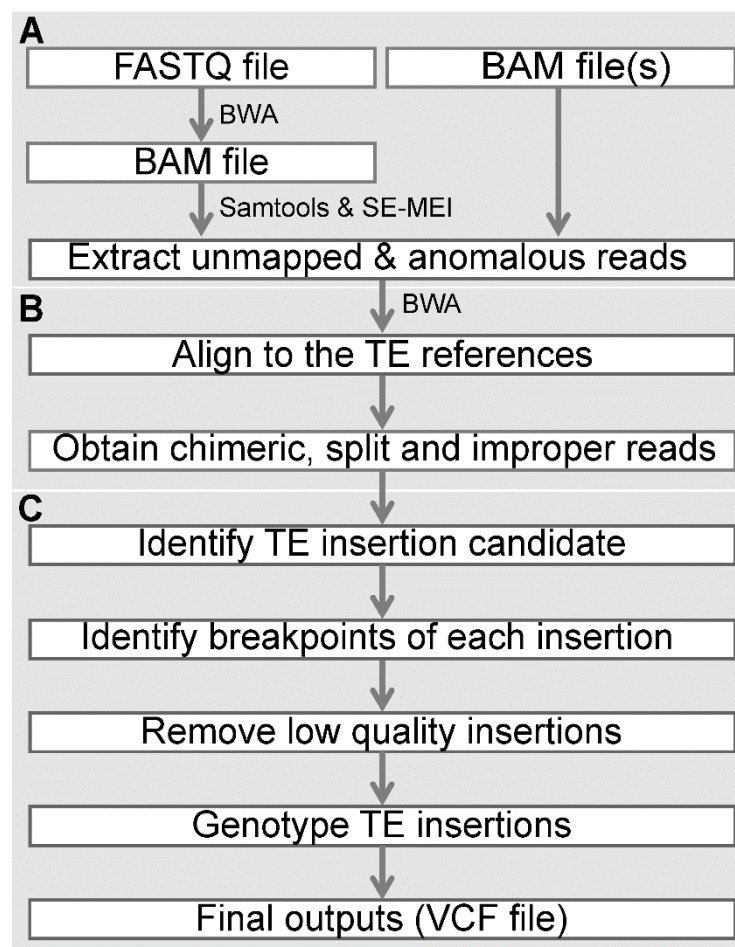 A
FASTQ file
BAM file(s)
BWA
BAM file
Samtools & SE-MEI
Extract unmapped & anomalous reads
B
BWA
Align to the TE references
Obtain chimeric, split and improper reads
C
Identify TE insertion candidate
Identify breakpoints of each insertion
Remove low quality insertions
Genotype TE insertions
Final outputs (VCF file)